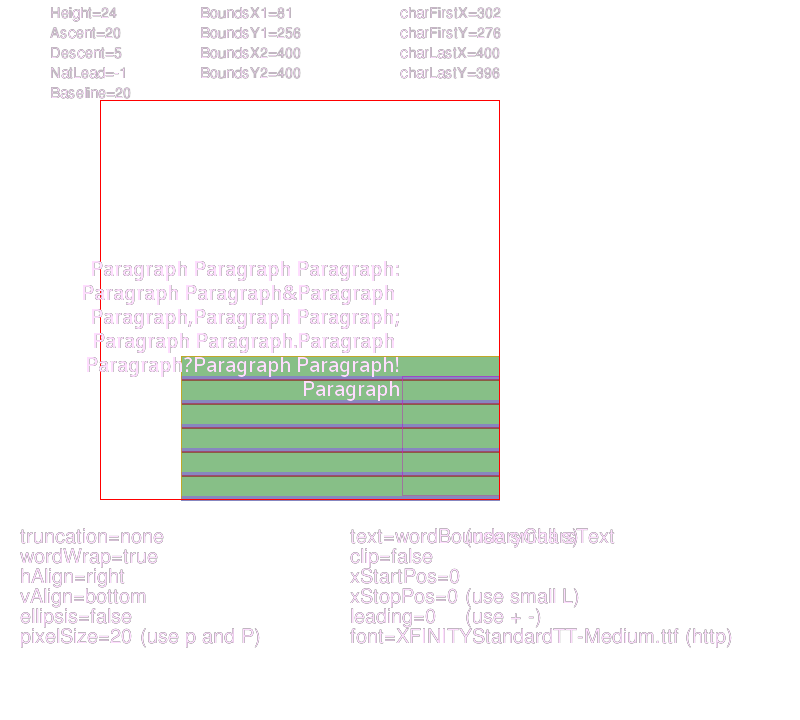 Height=24 BoundsX1=81 charFirstX=302
Ascent=20 BoundsY1=256 charFirstY=276
Descent=5 BoundsX2=400 charLastX=400
NatLead=-1 BoundsY2=400 charLastY=396
Baseline=20
Paragraph Paragraph Paragraph:
Paragraph Paragraph&Paragraph
Paragraph,Paragraph Paragraph;
Paragraph Paragraph.Paragraph
Paragraph?Paragraph Paragraph!
Paragraph
truncation=none text=wordBoundaryCharsText
wordWrap=true clip=false
hAlign=right xStartPos=0
vAlign=bottom xStopPos=0 (use small L)
ellipsis=false leading=0 (use + -)
pixelSize=20 (use p and P) font=XFINITYStandardTT-Medium.ttf (http)